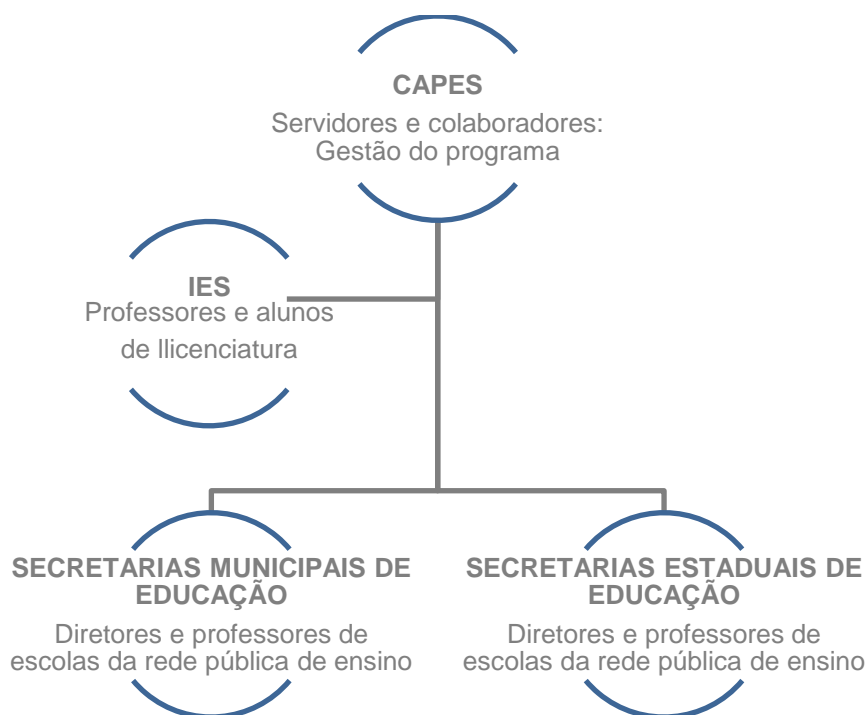 CAPES
Servidores e colaboradores:
Gestão do programa
IES
Professores e alunos
de llicenciatura
SECRETARIAS MUNICIPAIS DE
EDUCAÇÃO
Diretores e professores de
escolas da rede pública de ensino
SECRETARIAS ESTADUAIS DE
EDUCAÇÃO
Diretores e professores de
escolas da rede pública de ensino